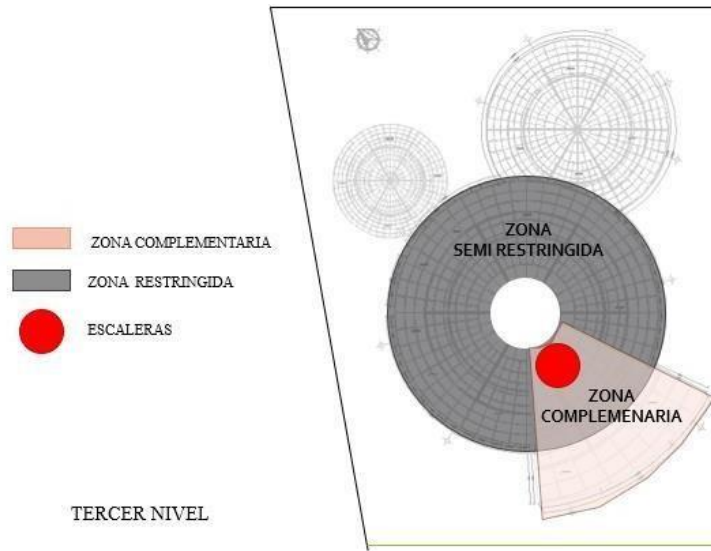 ZONA
SEMI RESTRINGIDA
ZONA COMPLEMENTARIA
ZONA RESTRINGIDA
ESCALERAS
ZONA
COMPLEMENARIA
TERCER NIVEL